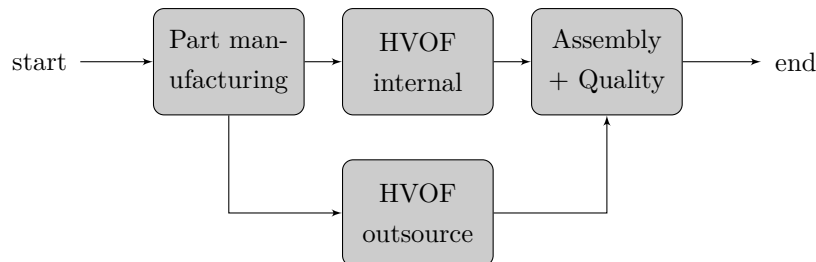 start
Part man-
ufacturing
HVOF
internal
Assembly
+ Quality
end
HVOF
outsource